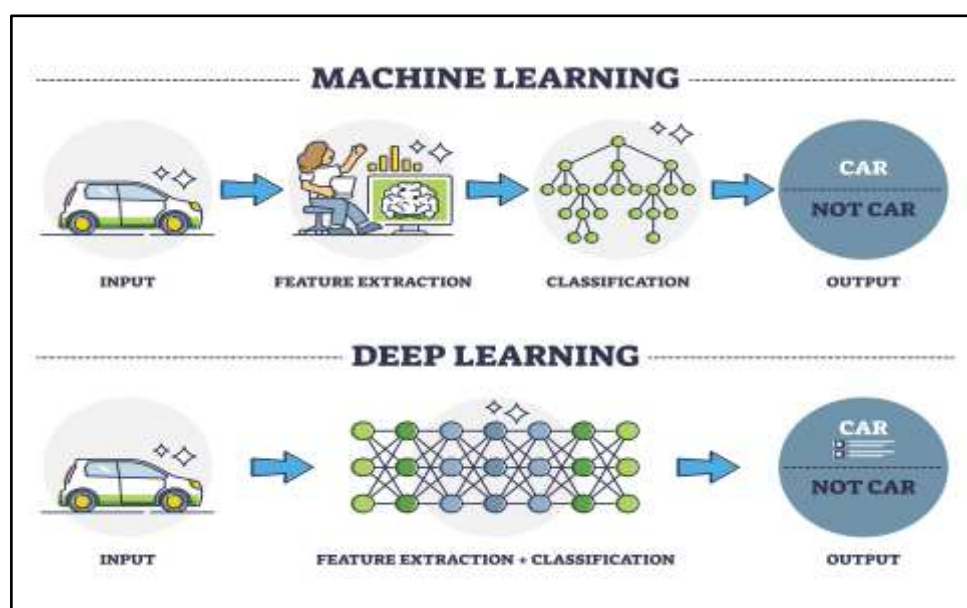 MACHINE LEARNING
CAR
NOT CAR
INPUT
FEATURE EXTRACTION
CLASSIFICATION
OUTPUT
DEEP LEARNING
CAR
NOT CAR
INPUT
FEATURE EXTRACTION + CLASSIFICATION
OUTPUT